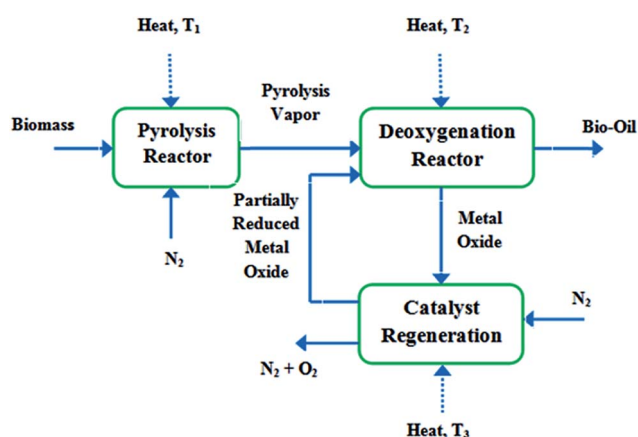 Heat, T₁
Heat, T₂
Biomass
Pyrolysis
Reactor
Pyrolysis
Vapor
Deoxygenation
Reactor
Bio-Oil
N₂
Partially
Reduced
Metal
Oxide
Metal
Oxide
Catalyst
Regeneration
N₂
N₂ + O₂
Heat, T₃